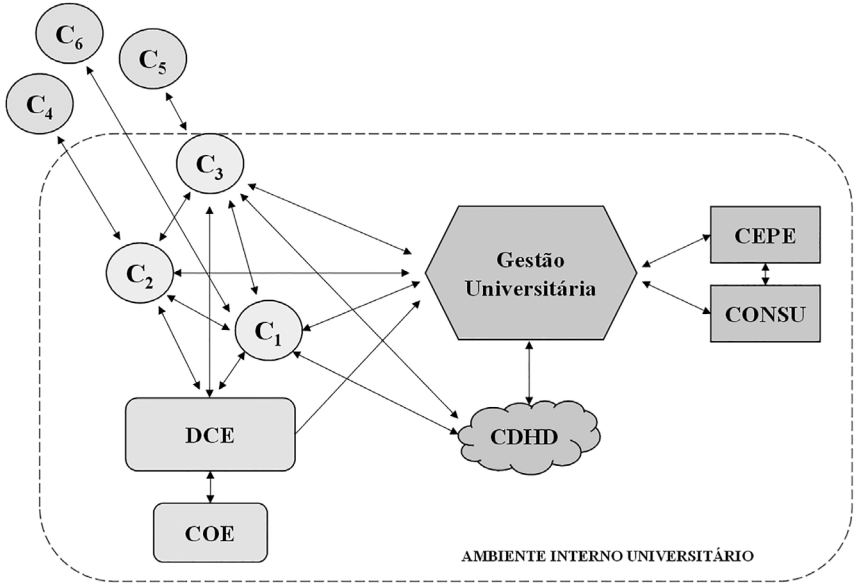 C6
C5
C4
C3
C2
C1
Gestão
Universitária
CEPE
CONSU
DCE
CDHD
COE
AMBIENTE INTERNO UNIVERSITÁRIO